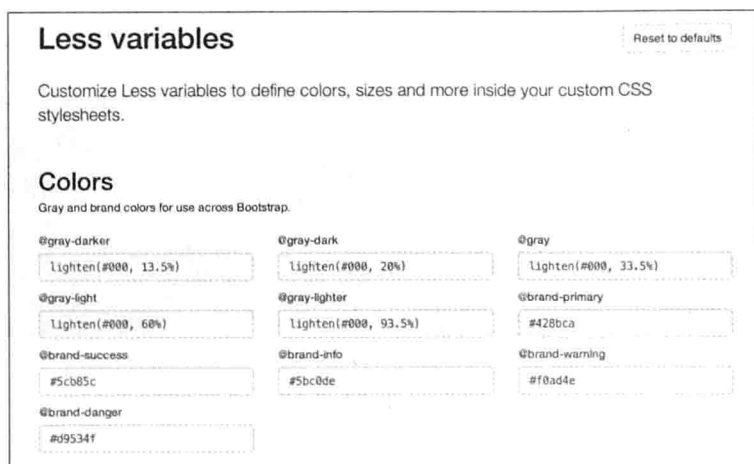 Less variables
Reset to defaults
Customize Less variables to define colors, sizes and more inside your custom CSS
stylesheets.
Colors
Gray and brand colors for use across Bootstrap.
@gray-darker @gray-dark @gray
lighten(#000, 13.5%) lighten(#000, 20%) lighten(#000, 33.5%)
@gray-light @gray-lighter @brand-primary
lighten(#000, 60%) lighten(#000, 93.5%) #428bca
@brand-success @brand-info @brand-warning
#5cb85c #5bc0de #f0ad4e
@brand-danger
#d9534f